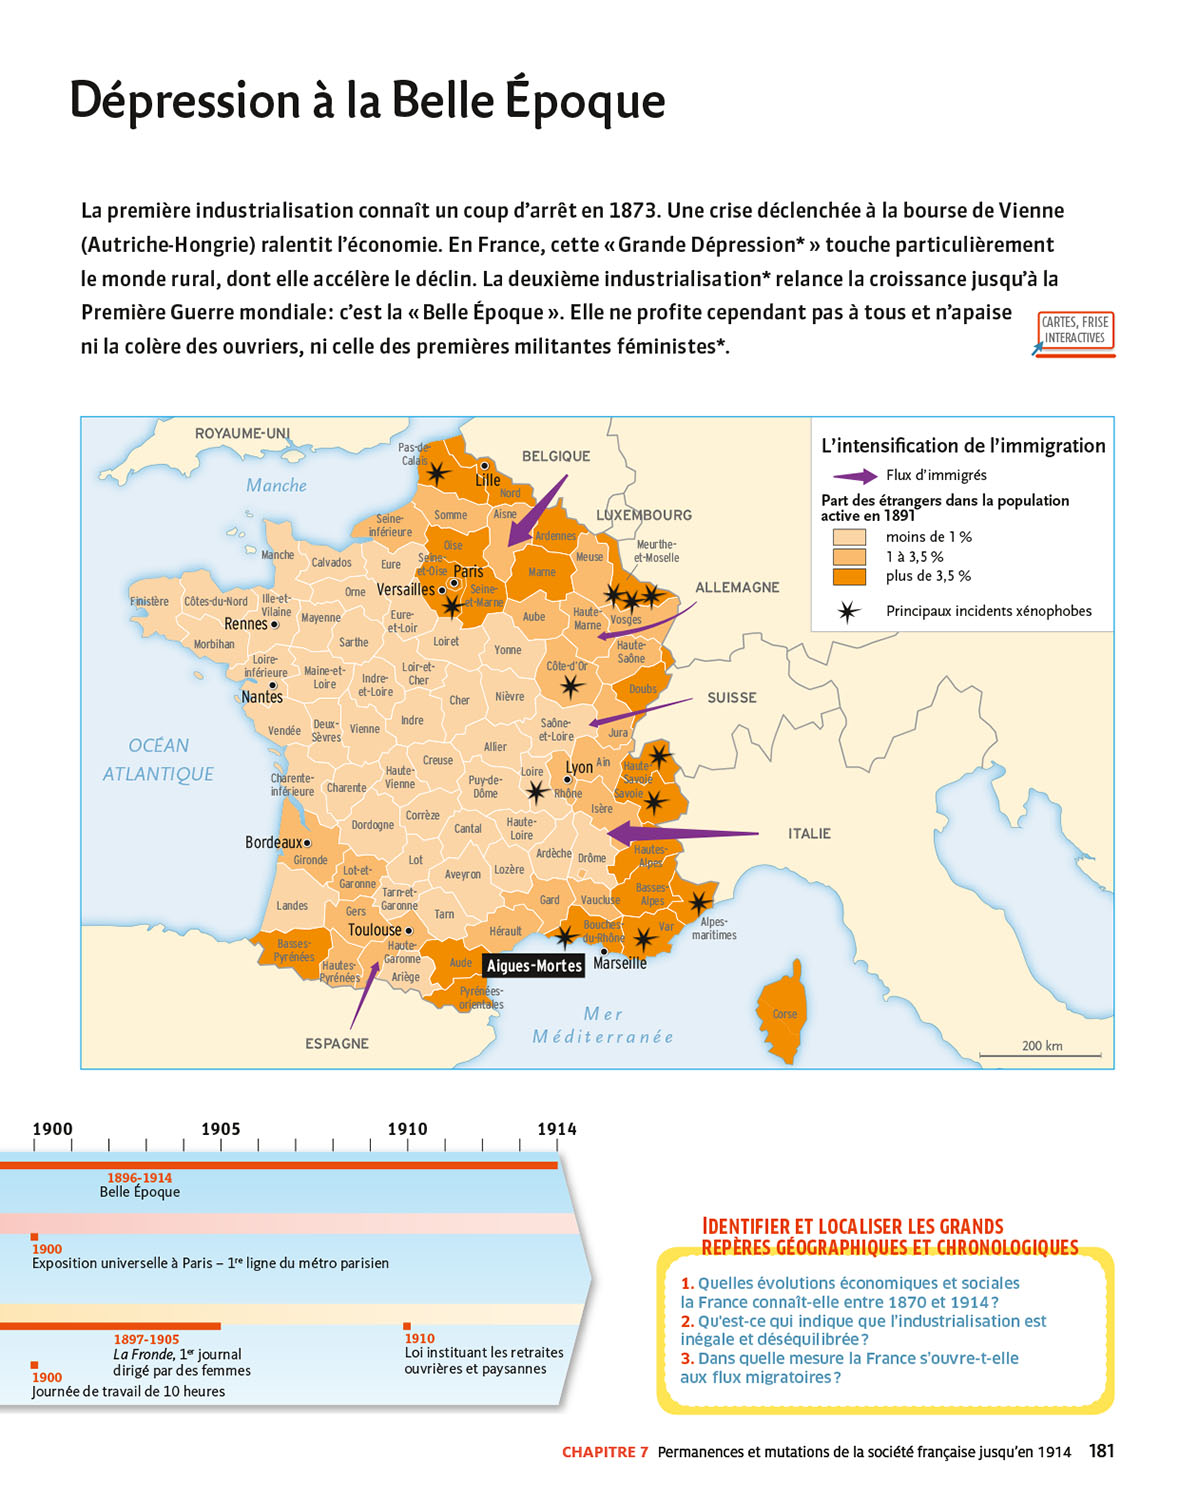 Dépression à la Belle Époque
La première industrialisation connaît un coup d'arrêt en 1873. Une crise déclenchée à la bourse de Vienne
(Autriche-Hongrie) ralentit l'économie. En France, cette « Grande Dépression* » touche particulièrement
le monde rural, dont elle accélère le déclin. La deuxième industrialisation* relance la croissance jusqu'à la
Première Guerre mondiale : c'est la « Belle Époque ». Elle ne profite cependant pas à tous et n'apaise
ni la colère des ouvriers, ni celle des premières militantes féministes*.
CARTES, FRISE
INTERACTIVES
L'intensification de l'immigration
Flux d'immigrés
Part des étrangers dans la population
active en 1891
moins de 1 %
1 à 3,5 %
plus de 3,5 %
Principaux incidents xénophobes
ROYAUME-UNI
Manche
BELGIQUE
LUXEMBOURG
ALLEMAGNE
SUISSE
ITALIE
ESPAGNE
OCÉAN
ATLANTIQUE
Mer
Méditerranée
200 km
Pas-de-
Calais
Lille
Nord
Somme
Aisne
Seine-
inférieure
Oise
Ardennes
Meuse
Meurthe-
et-Moselle
Manche
Calvados
Eure
Seine-
et-Oise
Paris
Versailles
Seine-
et-Marne
Marne
Finistère
Côtes-du-Nord
Ille-et-
Vilaine
Rennes
Mayenne
Orne
Eure-
et-Loir
Aube
Haute-
Marne
Vosges
Morbihan
Sarthe
Loiret
Yonne
Haute-
Saône
Loire-
inférieure
Nantes
Maine-et-
Loire
Indre-
et-Loire
Loir-et-
Cher
Cher
Nièvre
Côte-d'Or
Doubs
Vendée
Deux-
Sèvres
Vienne
Indre
Allier
Saône-
et-Loire
Jura
Charente-
inférieure
Charente
Haute-
Vienne
Creuse
Puy-de-
Dôme
Loire
Lyon
Rhône
Ain
Haute-
Savoie
Savoie
Isère
Bordeaux
Gironde
Dordogne
Corrèze
Cantal
Haute-
Loire
Ardèche
Drôme
Hautes-
Alpes
Lot-et-
Garonne
Lot
Aveyron
Lozère
Landes
Gers
Tarn-et-
Garonne
Tarn
Gard
Vaucluse
Basses-
Alpes
Alpes-
maritimes
Toulouse
Haute-
Garonne
Hérault
Bouches-
du-Rhône
Var
Basses-
Pyrénées
Hautes-
Pyrénées
Ariège
Aude
Aigues-Mortes
Marseille
Pyrénées-
orientales
Corse
1900
1905
1910
1914
1896-1914
Belle Époque
1900
Exposition universelle à Paris – 1re ligne du métro parisien
1897-1905
La Fronde, 1er journal
dirigé par des femmes
1910
Loi instituant les retraites
ouvrières et paysannes
1900
Journée de travail de 10 heures
IDENTIFIER ET LOCALISER LES GRANDS
REPÈRES GÉOGRAPHIQUES ET CHRONOLOGIQUES
1. Quelles évolutions économiques et sociales
la France connaît-elle entre 1870 et 1914 ?
2. Qu'est-ce qui indique que l'industrialisation est
inégale et déséquilibrée ?
3. Dans quelle mesure la France s'ouvre-t-elle
aux flux migratoires ?
CHAPITRE 7 Permanences et mutations de la société française jusqu'en 1914 181